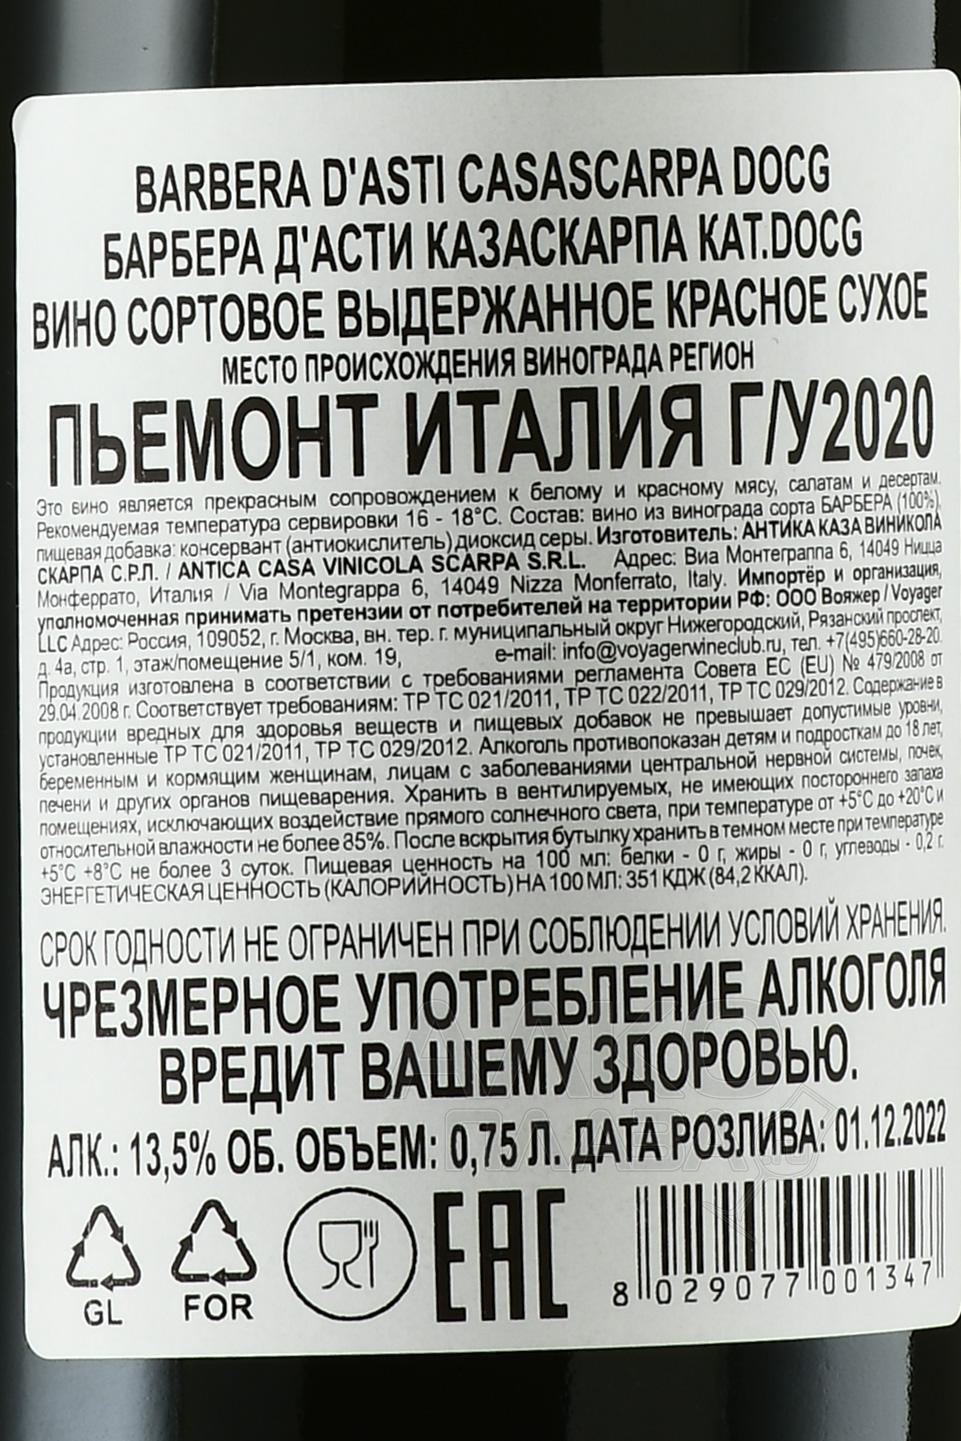 BARBERA D'ASTI CASASCARPA DOCG
БАРБЕРА Д'АСТИ КАЗАСКАРПА КАТ.DOCG
ВИНО СОРТОВОЕ ВЫДЕРЖАННОЕ КРАСНОЕ СУХОЕ
МЕСТО ПРОИСХОЖДЕНИЯ ВИНОГРАДА РЕГИОН
ПЬЕМОНТ ИТАЛИЯ Г/У2020
Это вино является прекрасным сопровождением к белому и красному мясу, салатам и десертам.
Рекомендуемая температура сервировки 16 - 18°С. Состав: вино из винограда сорта БАРБЕРА (100%),
пищевая добавка: консервант (антиокислитель) диоксид серы. Изготовитель: АНТИКА КАЗА ВИНИКОЛА
СКАРПА С.Р.Л. / ANTICA CASA VINICOLA SCARPA S.R.L. Адрес: Виа Монтеграппа 6, 14049 Ницца
Монферрато, Италия / Via Montegrappa 6, 14049 Nizza Monferrato, Italy. Импортёр и организация,
уполномоченная принимать претензии от потребителей на территории РФ: ООО Вояжер / Voyager
LLC Адрес: Россия, 109052, г. Москва, вн. тер. г. муниципальный округ Нижегородский, Рязанский проспект,
д. 4а, стр. 1, этаж/помещение 5/1, ком. 19, e-mail: info@voyagerwineclub.ru, тел. +7(495)660-28-20.
Продукция изготовлена в соответствии с требованиями регламента Совета ЕС (EU) № 479/2008 от
29.04.2008 г. Соответствует требованиям: ТР ТС 021/2011, ТР ТС 022/2011, ТР ТС 029/2012. Содержание в
продукции вредных для здоровья веществ и пищевых добавок не превышает допустимые уровни,
установленные ТР ТС 021/2011, ТР ТС 029/2012. Алкоголь противопоказан детям и подросткам до 18 лет,
беременным и кормящим женщинам, лицам с заболеваниями центральной нервной системы, почек,
печени и других органов пищеварения. Хранить в вентилируемых, не имеющих постороннего запаха
помещениях, исключающих воздействие прямого солнечного света, при температуре от +5°С до +20°С и
относительной влажности не более 85%. После вскрытия бутылку хранить в темном месте при температуре
+5°С +8°С не более 3 суток. Пищевая ценность на 100 мл: белки - 0 г, жиры - 0 г, углеводы - 0,2 г.
ЭНЕРГЕТИЧЕСКАЯ ЦЕННОСТЬ (КАЛОРИЙНОСТЬ) НА 100 МЛ: 351 КДЖ (84,2 ККАЛ).
СРОК ГОДНОСТИ НЕ ОГРАНИЧЕН ПРИ СОБЛЮДЕНИИ УСЛОВИЙ ХРАНЕНИЯ.
ЧРЕЗМЕРНОЕ УПОТРЕБЛЕНИЕ АЛКОГОЛЯ
ВРЕДИТ ВАШЕМУ ЗДОРОВЬЮ.
АЛК.: 13,5% ОБ. ОБЪЕМ: 0,75 Л. ДАТА РОЗЛИВА: 01.12.2022
GL FOR EAC 8 029077 001347